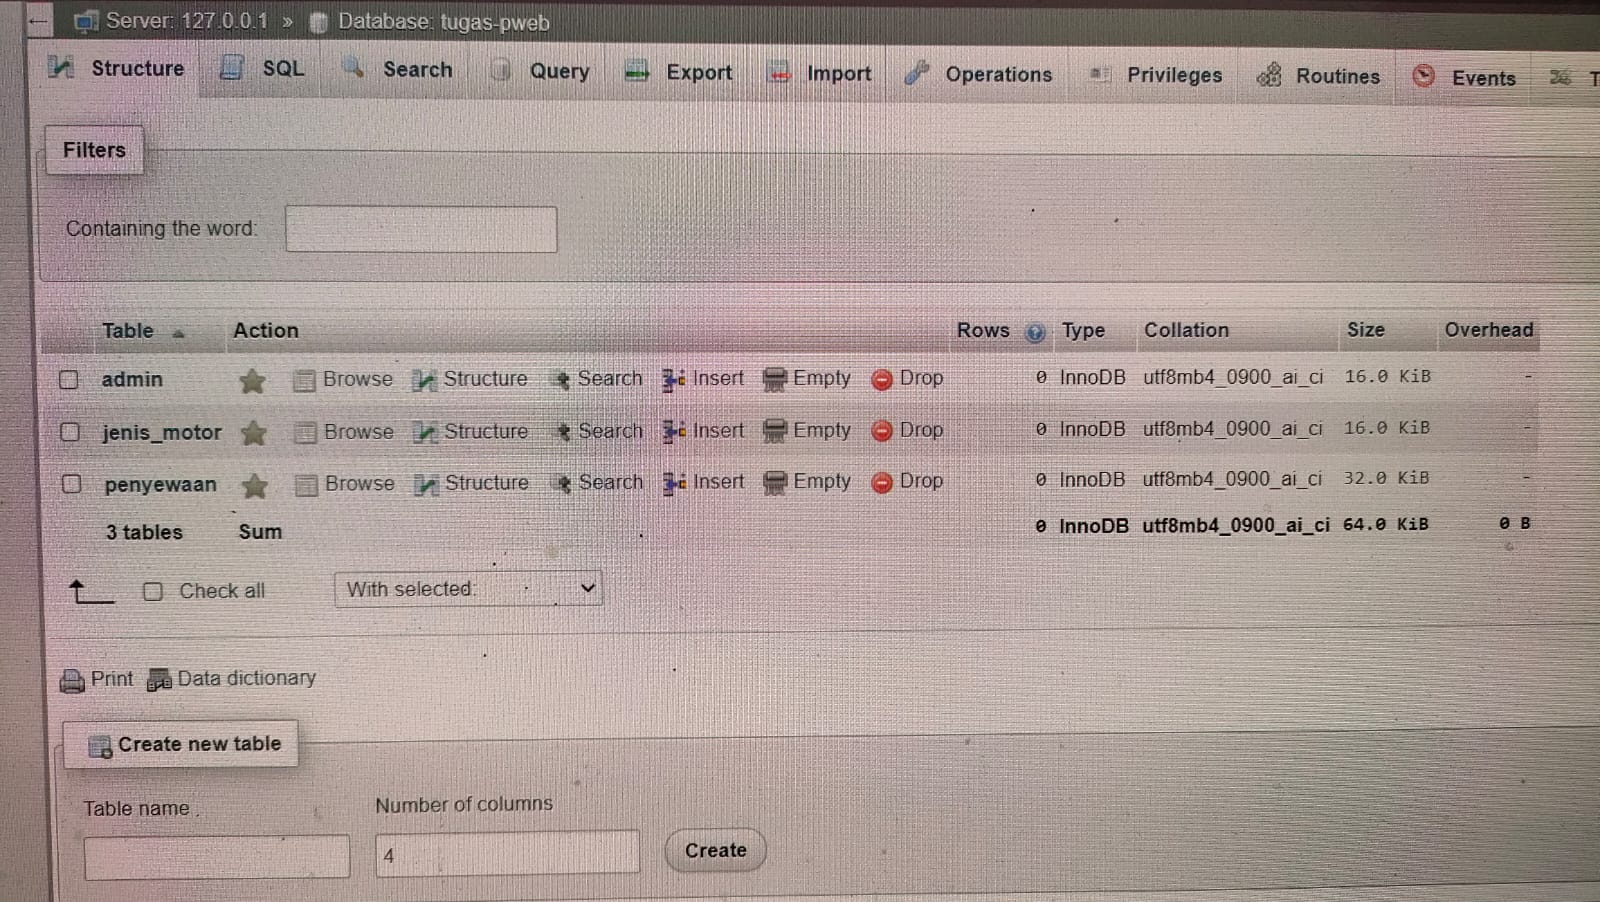 Server: 127.0.0.1 » Database: tugas-pweb
Structure SQL Search Query Export Import Operations Privileges Routines Events
Filters
Containing the word:
Table Action Rows Type Collation Size Overhead
admin Browse Structure Search Insert Empty Drop 0 InnoDB utf8mb4_0900_ai_ci 16.0 KiB -
jenis_motor Browse Structure Search Insert Empty Drop 0 InnoDB utf8mb4_0900_ai_ci 16.0 KiB -
penyewaan Browse Structure Search Insert Empty Drop 0 InnoDB utf8mb4_0900_ai_ci 32.0 KiB -
3 tables Sum 0 InnoDB utf8mb4_0900_ai_ci 64.0 KiB 0 B
Check all With selected:
Print Data dictionary
Create new table
Table name Number of columns
4 Create